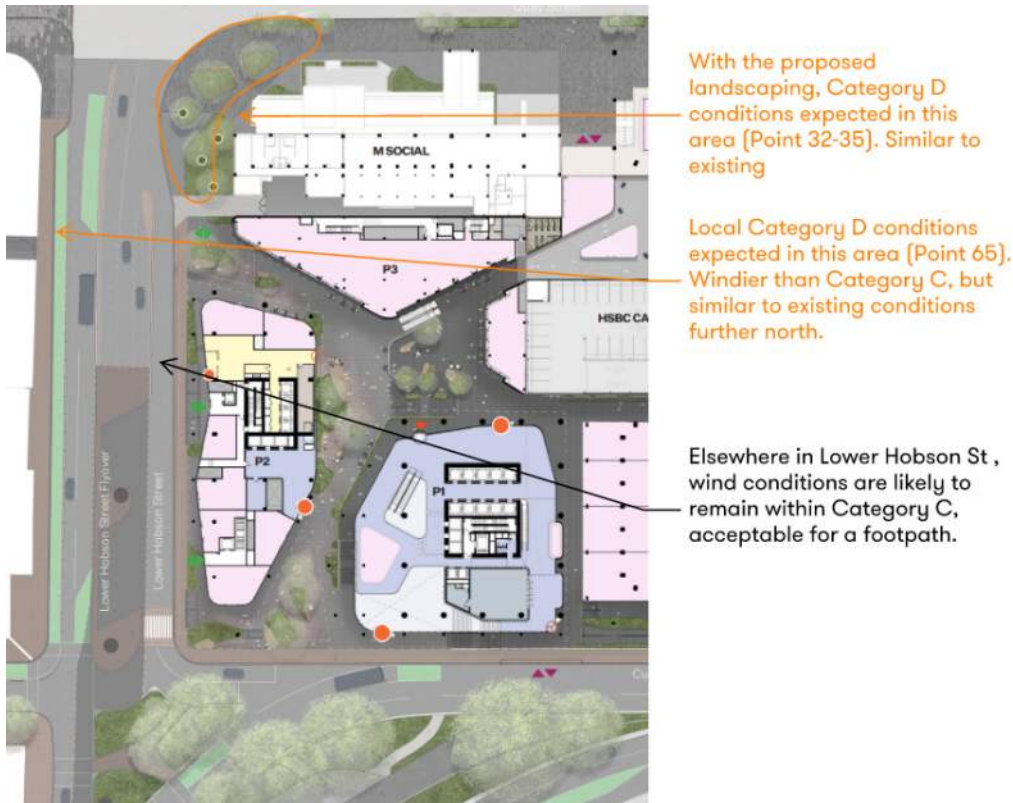 With the proposed
landscaping, Category D
conditions expected in this
area (Point 32-35). Similar to
existing
M SOCIAL
Local Category D conditions
expected in this area (Point 65).
Windier than Category C, but
similar to existing conditions
further north.
P3
HSBC CA
P2
P1
Elsewhere in Lower Hobson St ,
wind conditions are likely to
remain within Category C,
acceptable for a footpath.
Lower Hobson Street Flyover
Lower Hobson Street
Cu